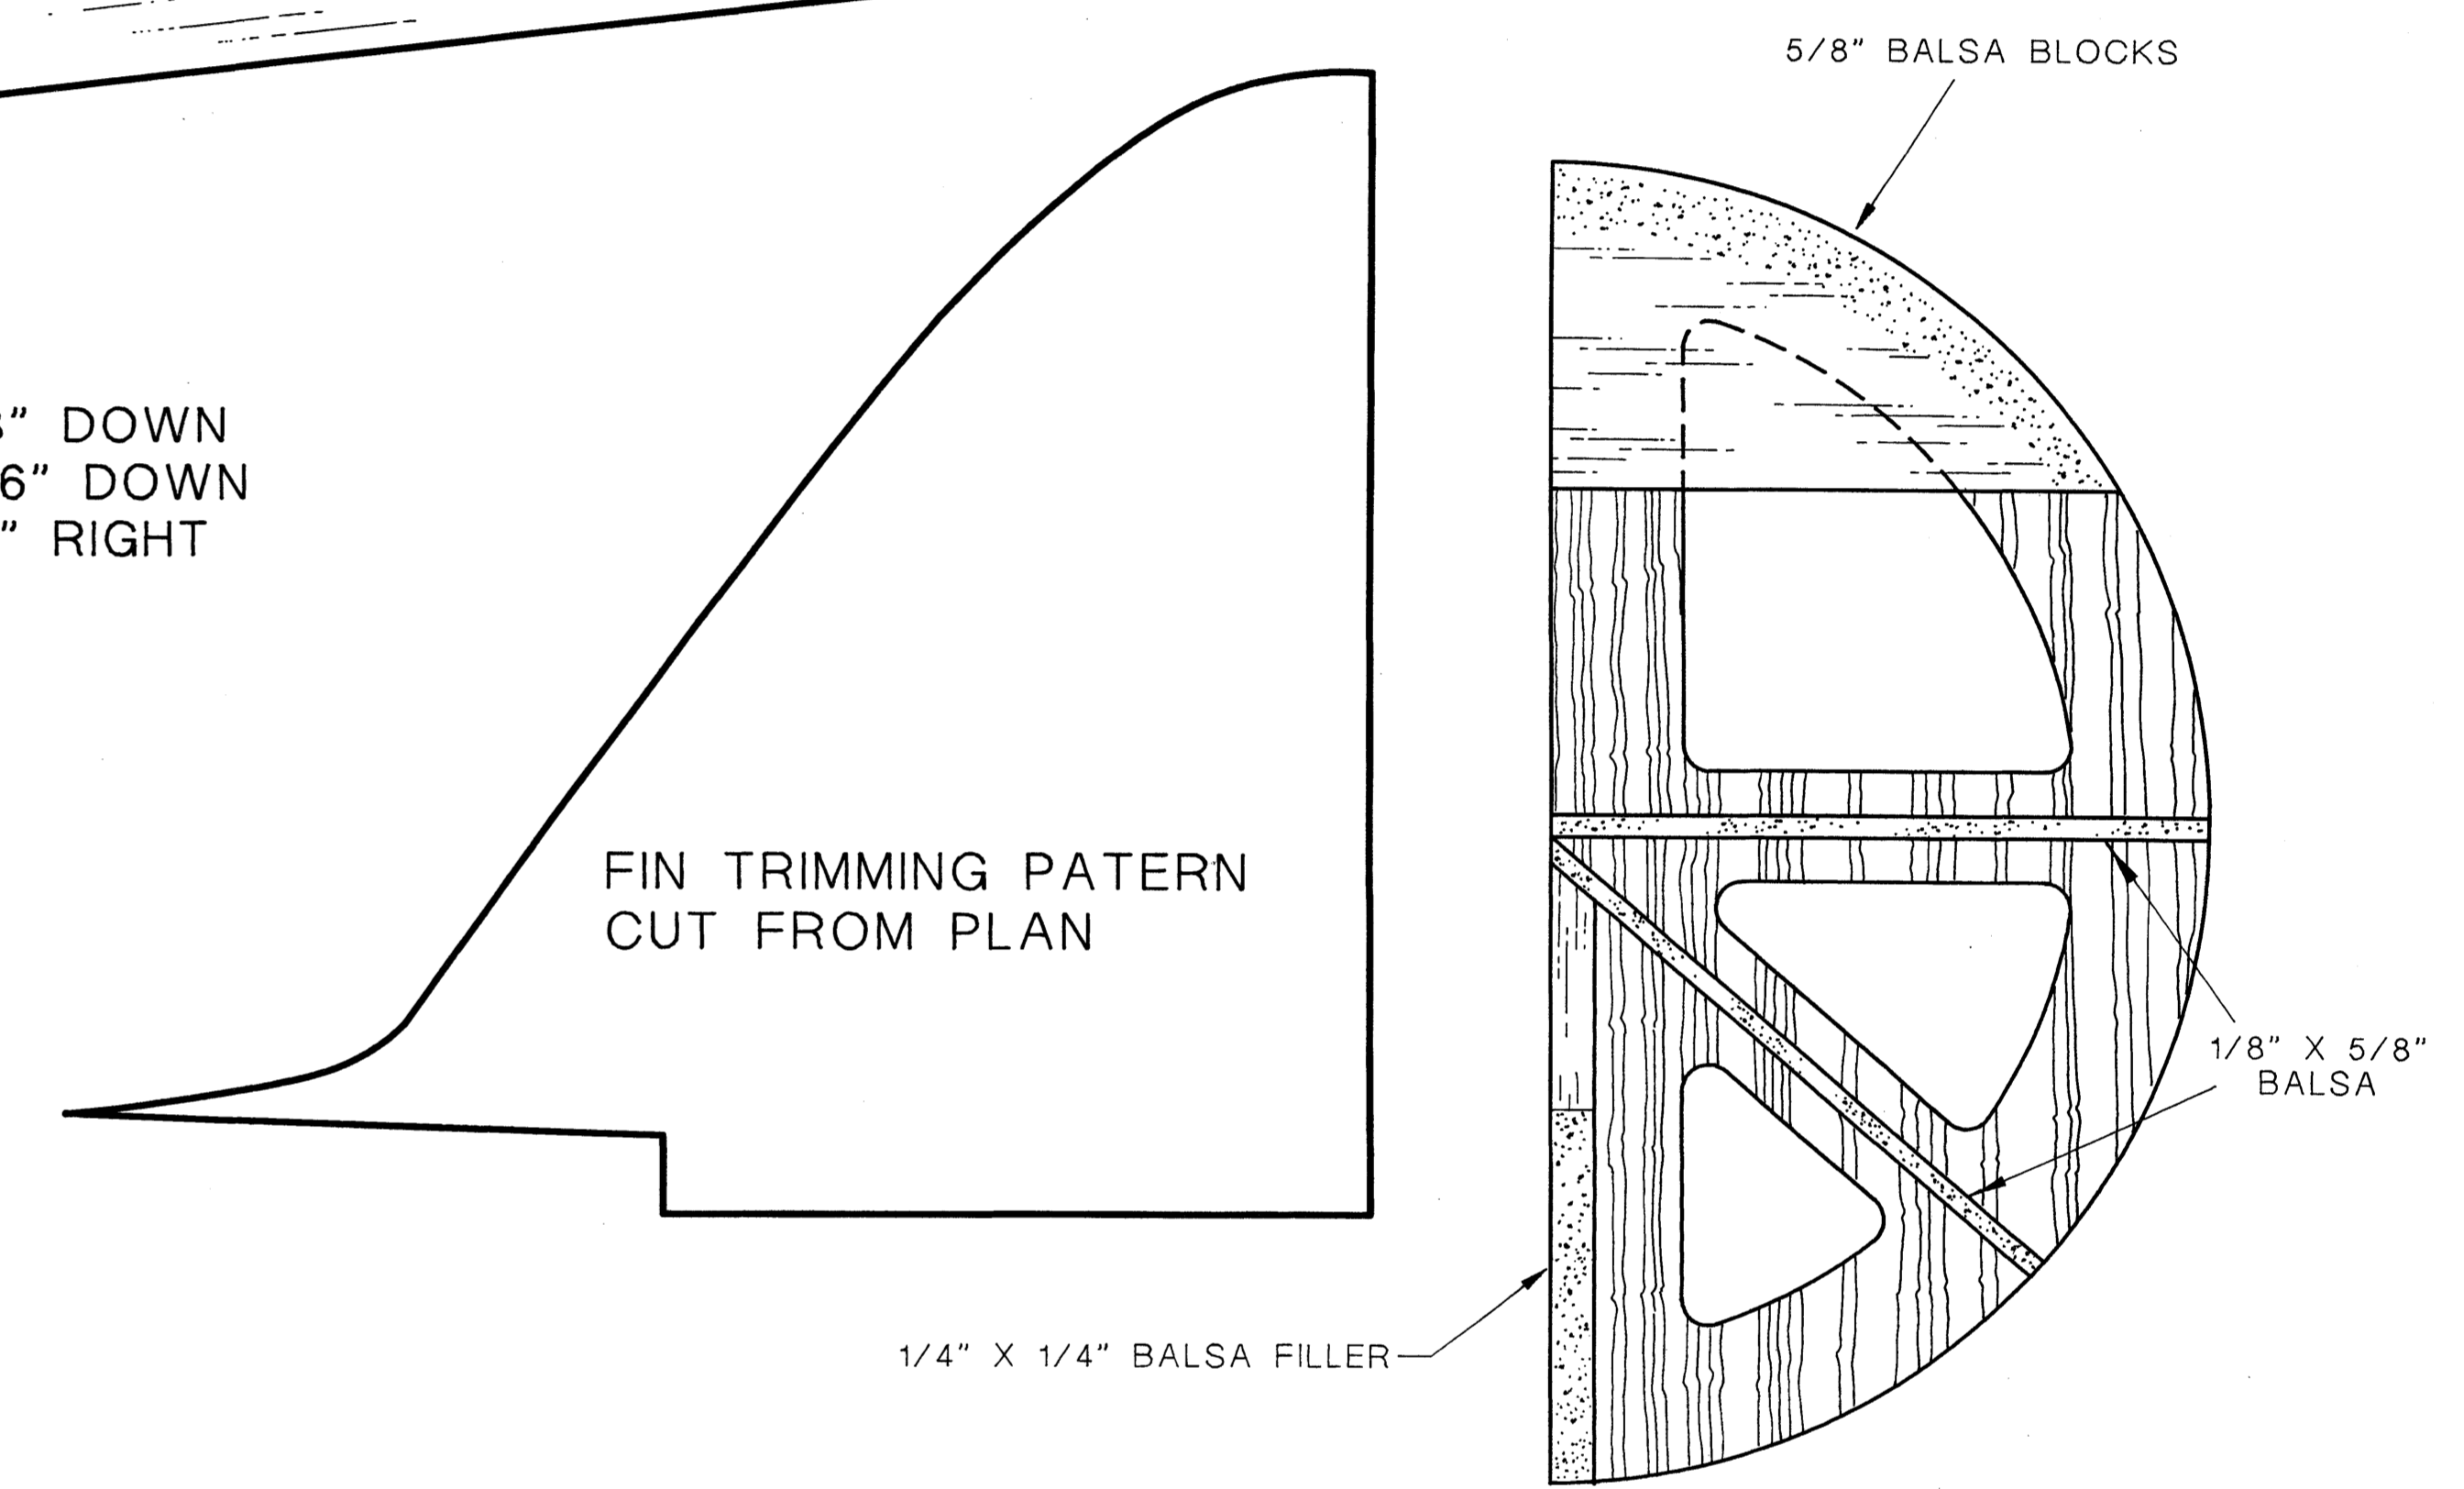 5/8" BALSA BLOCKS
" DOWN
6" DOWN
" RIGHT
FIN TRIMMING PATERN
CUT FROM PLAN
1/8" X 5/8"
BALSA
1/4" X 1/4" BALSA FILLER